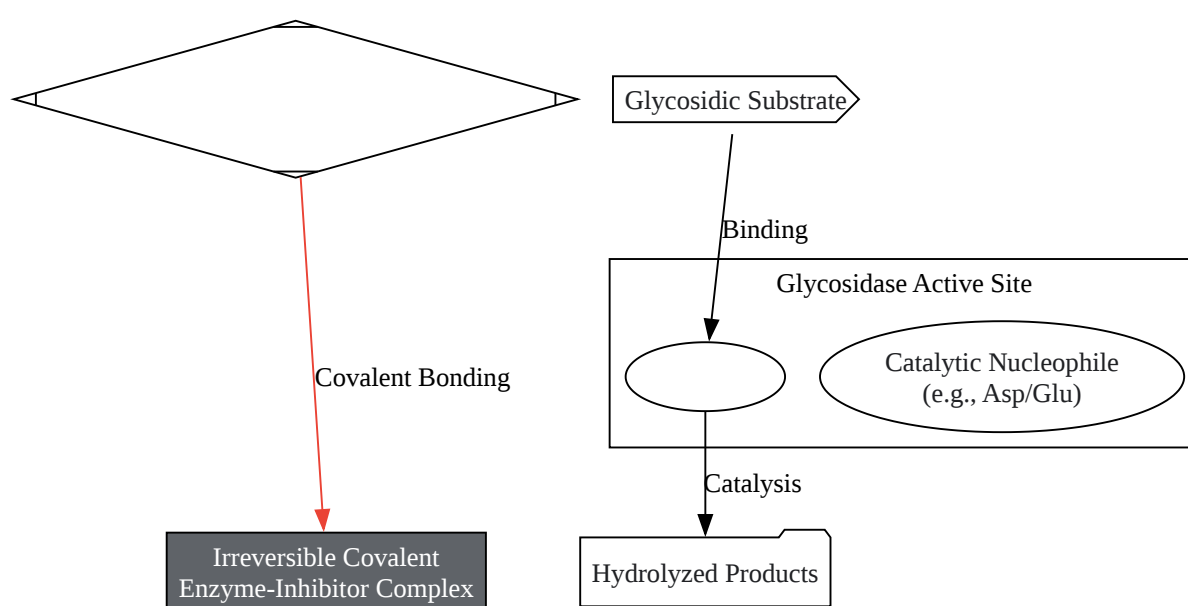 Glycosidic Substrate
Binding
Glycosidase Active Site
Catalytic Nucleophile
(e.g., Asp/Glu)
Covalent Bonding
Catalysis
Irreversible Covalent
Enzyme-Inhibitor Complex
Hydrolyzed Products